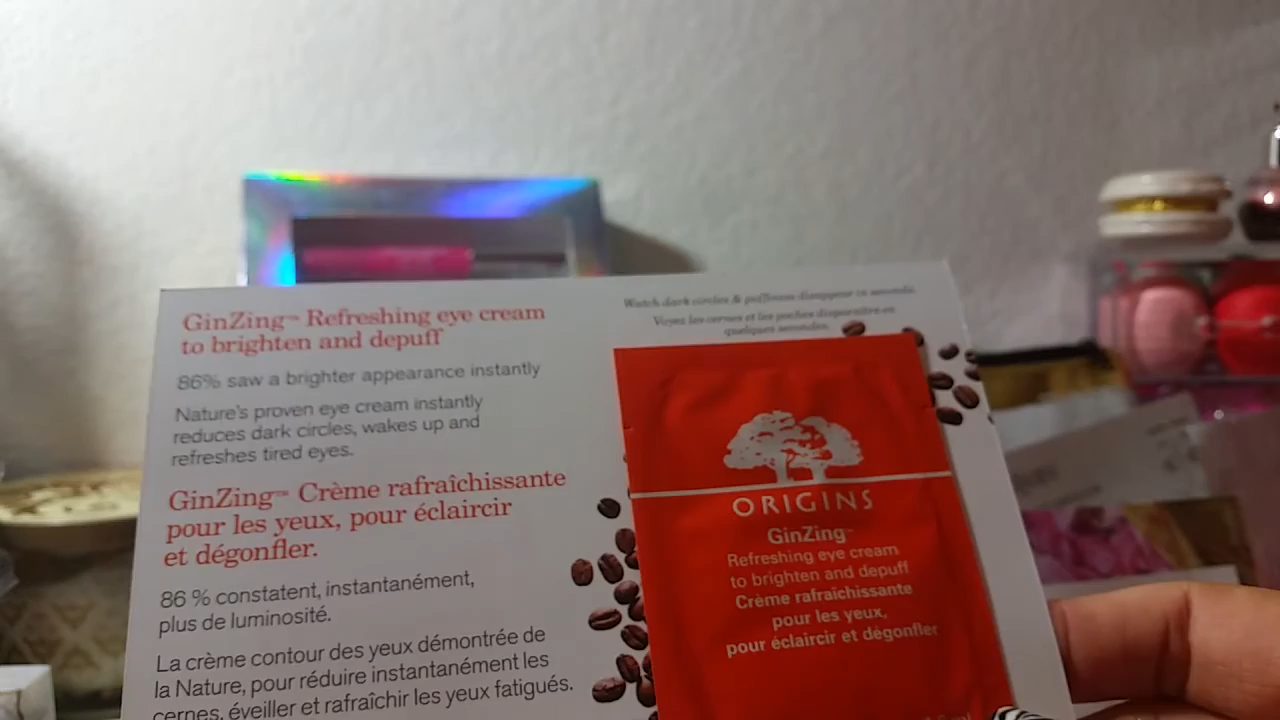 GinZing™ Refreshing eye cream
to brighten and depuff
86% saw a brighter appearance instantly
Nature's proven eye cream instantly
reduces dark circles, wakes up and
refreshes tired eyes.
GinZing™ Crème rafraîchissante
pour les yeux, pour éclaircir
et dégonfler.
86 % constatent, instantanément,
plus de luminosité.
La crème contour des yeux démontrée de
la Nature, pour réduire instantanément les
cernes, éveiller et rafraîchir les yeux fatigués.
Watch dark circles & puffiness disappear in seconds.
Voyez les cernes et les poches disparaître en
quelques secondes.
ORIGINS
GinZing™
Refreshing eye cream
to brighten and depuff
Crème rafraîchissante
pour les yeux,
pour éclaircir et dégonfler